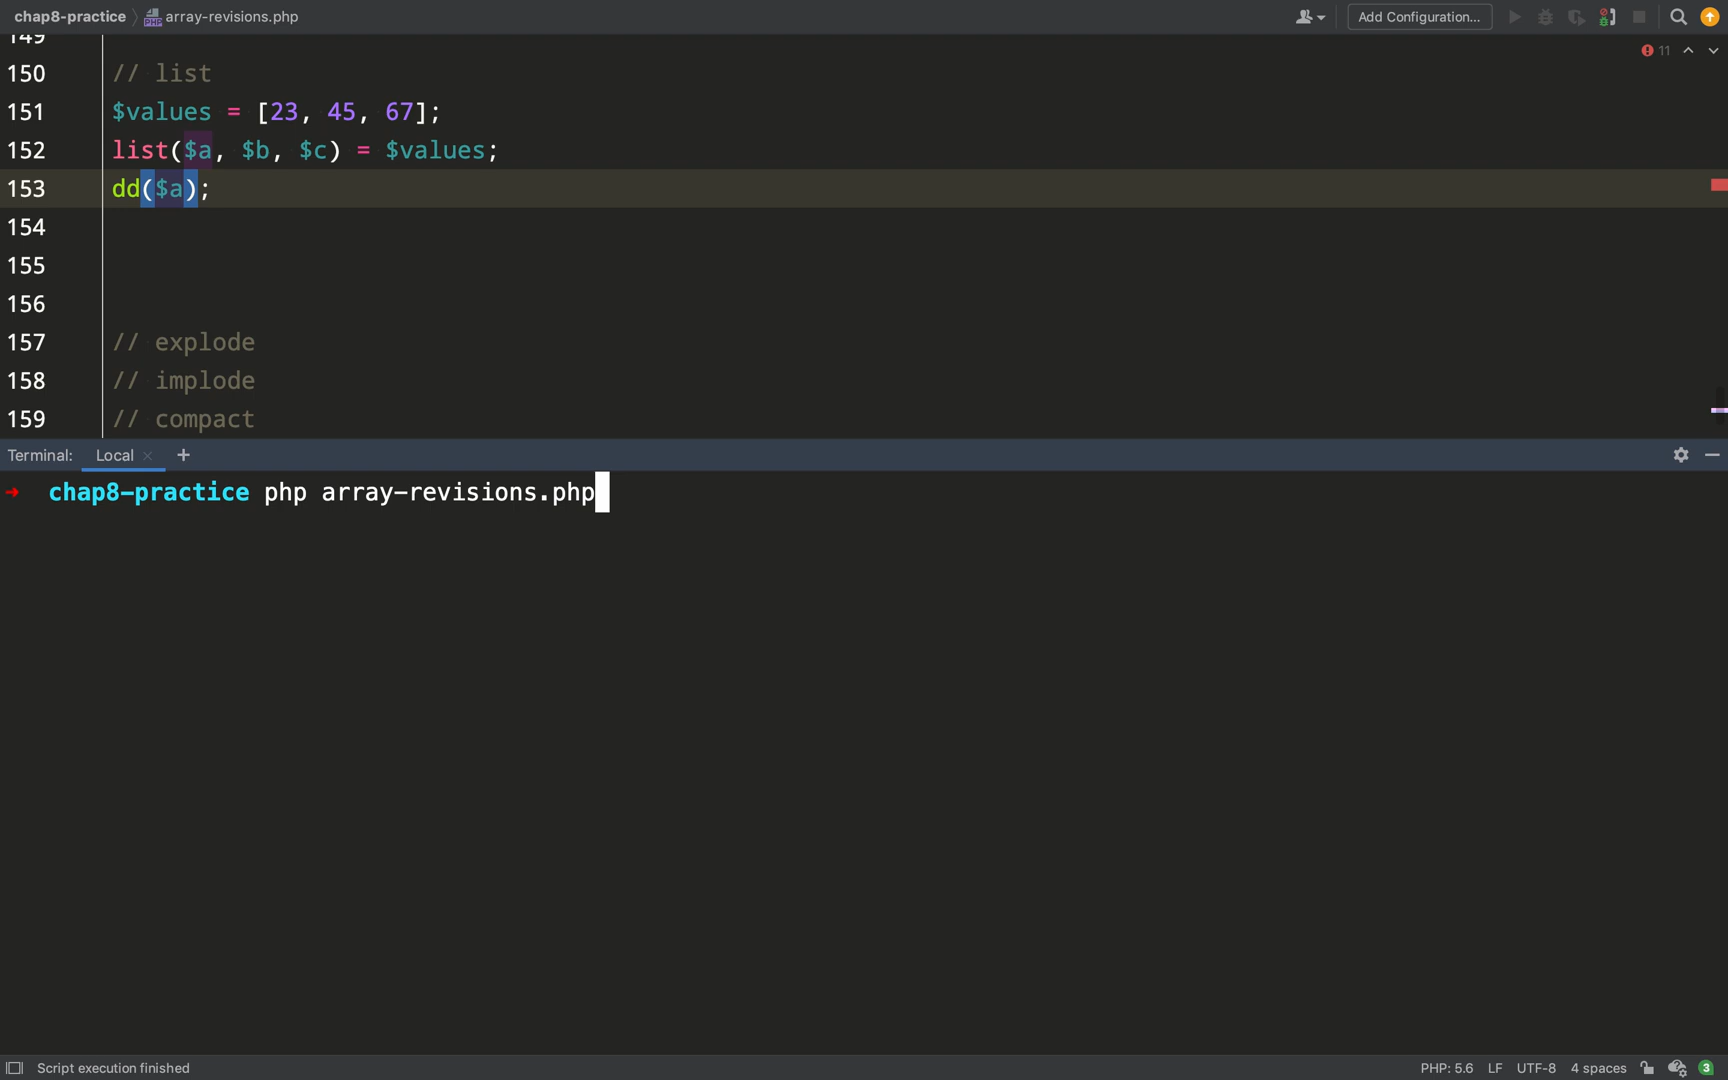 chap8-practice 〉 array-revisions.php
Add Configuration...
149
11
150 // list
151 $values = [23, 45, 67];
152 list($a, $b, $c) = $values;
153 dd($a);
154
155
156
157 // explode
158 // implode
159 // compact
Terminal: Local × +
➜ chap8-practice php array-revisions.php
Script execution finished
PHP: 5.6 LF UTF-8 4 spaces 3